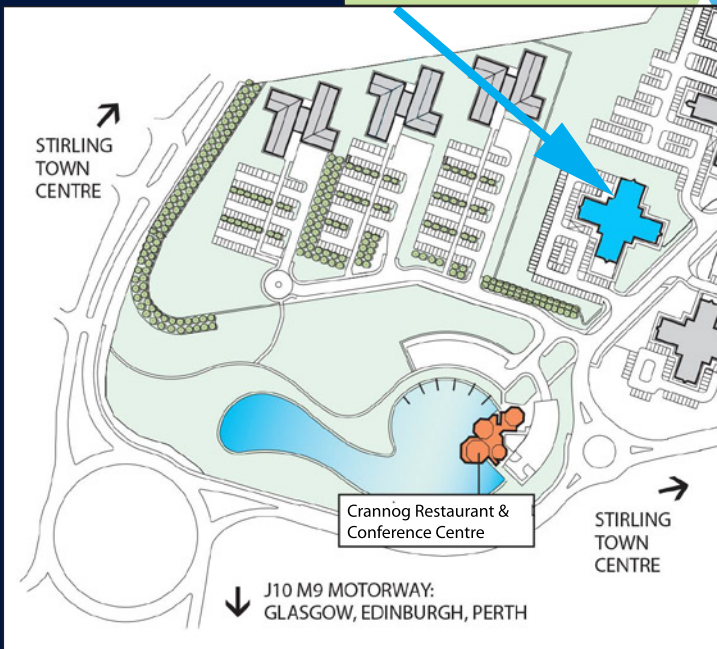 STIRLING
TOWN
CENTRE
Crannog Restaurant &
Conference Centre
STIRLING
TOWN
CENTRE
J10 M9 MOTORWAY:
GLASGOW, EDINBURGH, PERTH